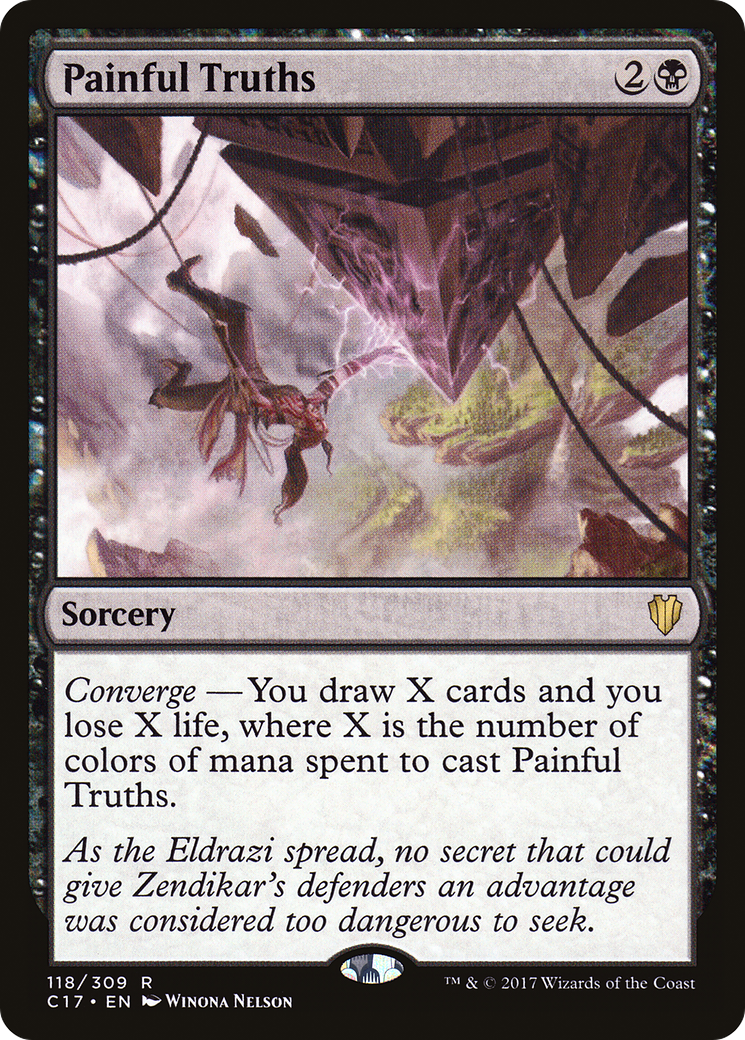 Painful Truths 2
Sorcery
Converge — You draw X cards and you
lose X life, where X is the number of
colors of mana spent to cast Painful
Truths.
As the Eldrazi spread, no secret that could
give Zendikar's defenders an advantage
was considered too dangerous to seek.
118/309 R
C17 • EN Winona Nelson
™ & © 2017 Wizards of the Coast